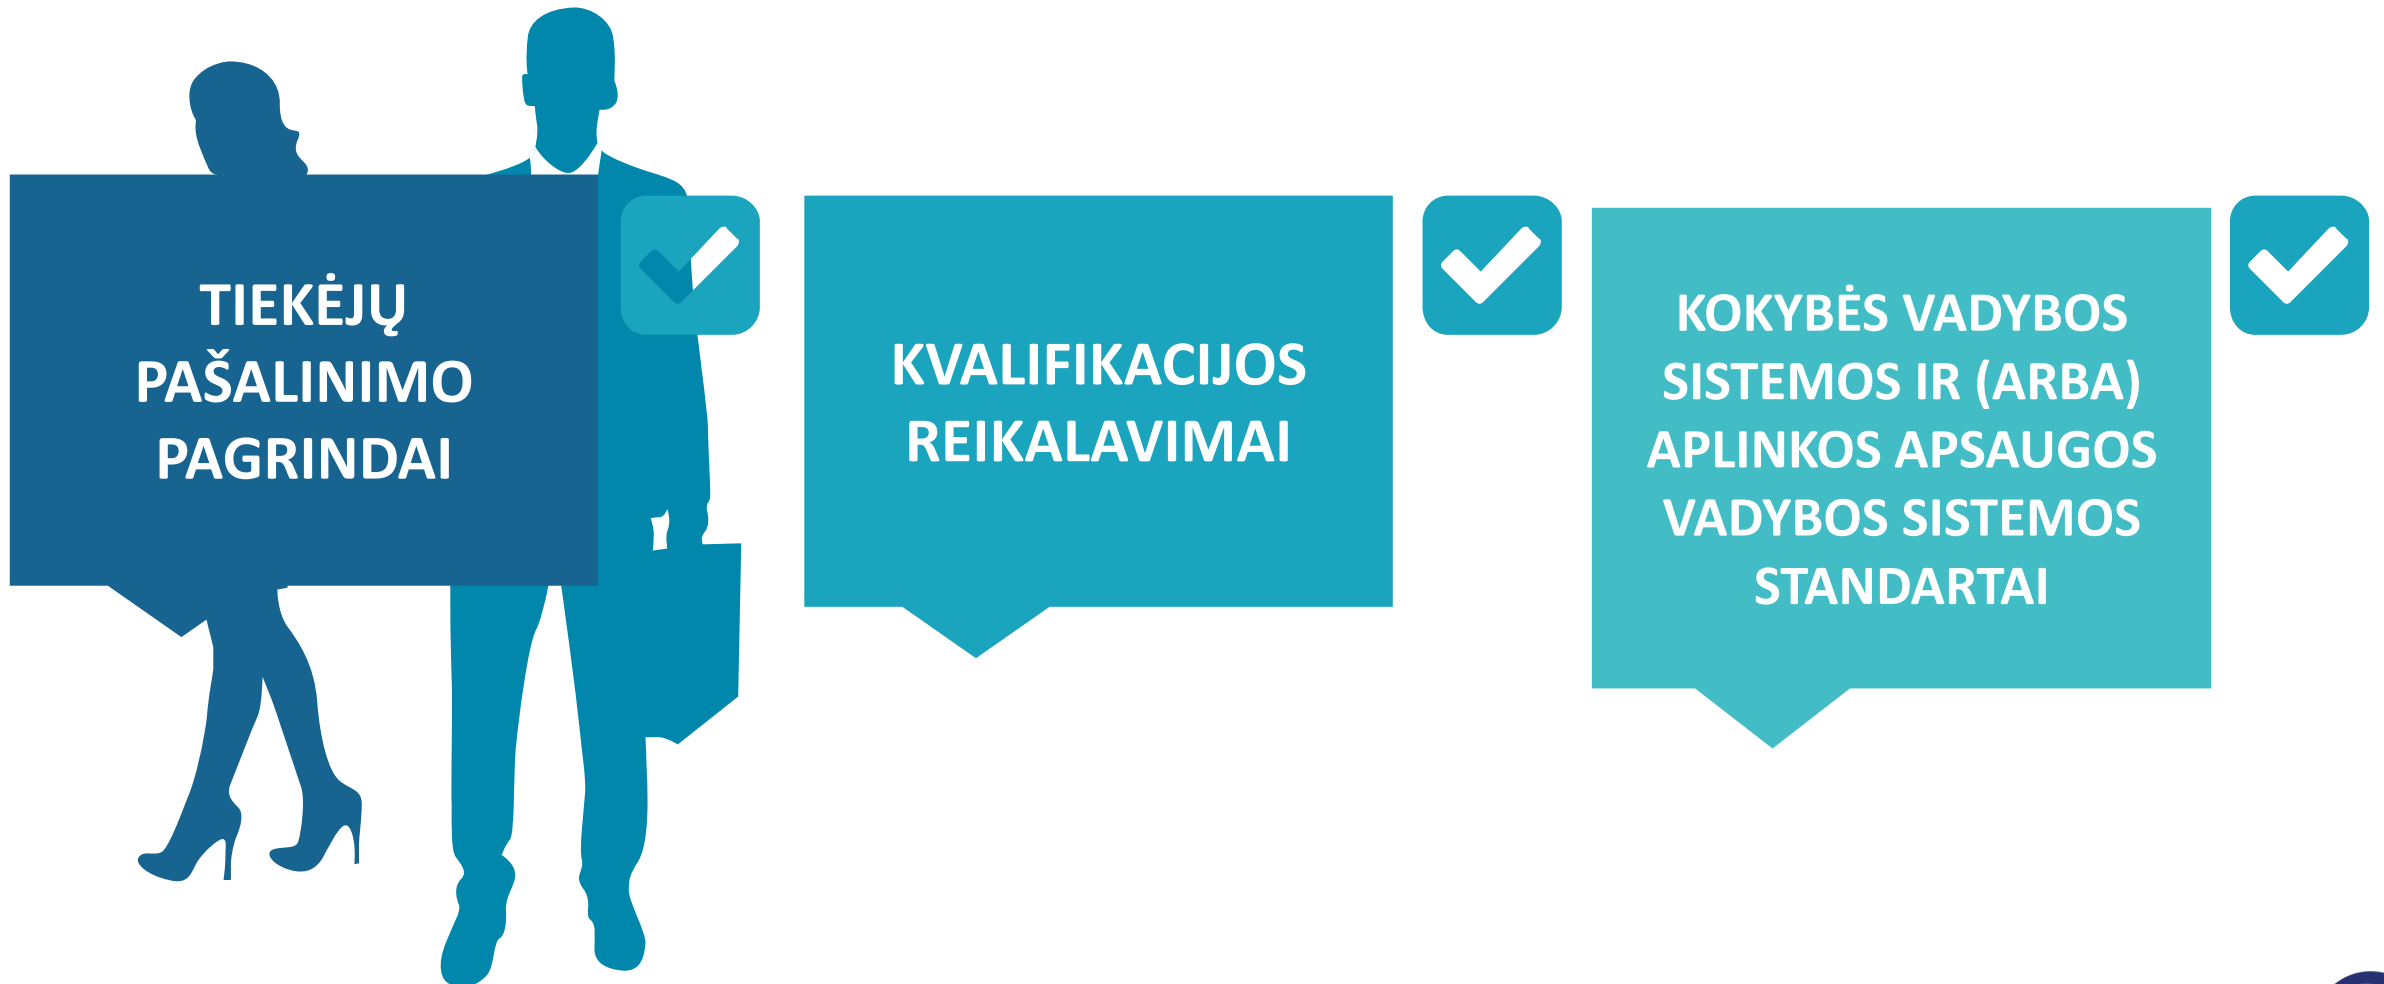 TIEKĖJŲ
PAŠALINIMO
PAGRINDAI
KVALIFIKACIJOS
REIKALAVIMAI
KOKYBĖS VADYBOS
SISTEMOS IR (ARBA)
APLINKOS APSAUGOS
VADYBOS SISTEMOS
STANDARTAI